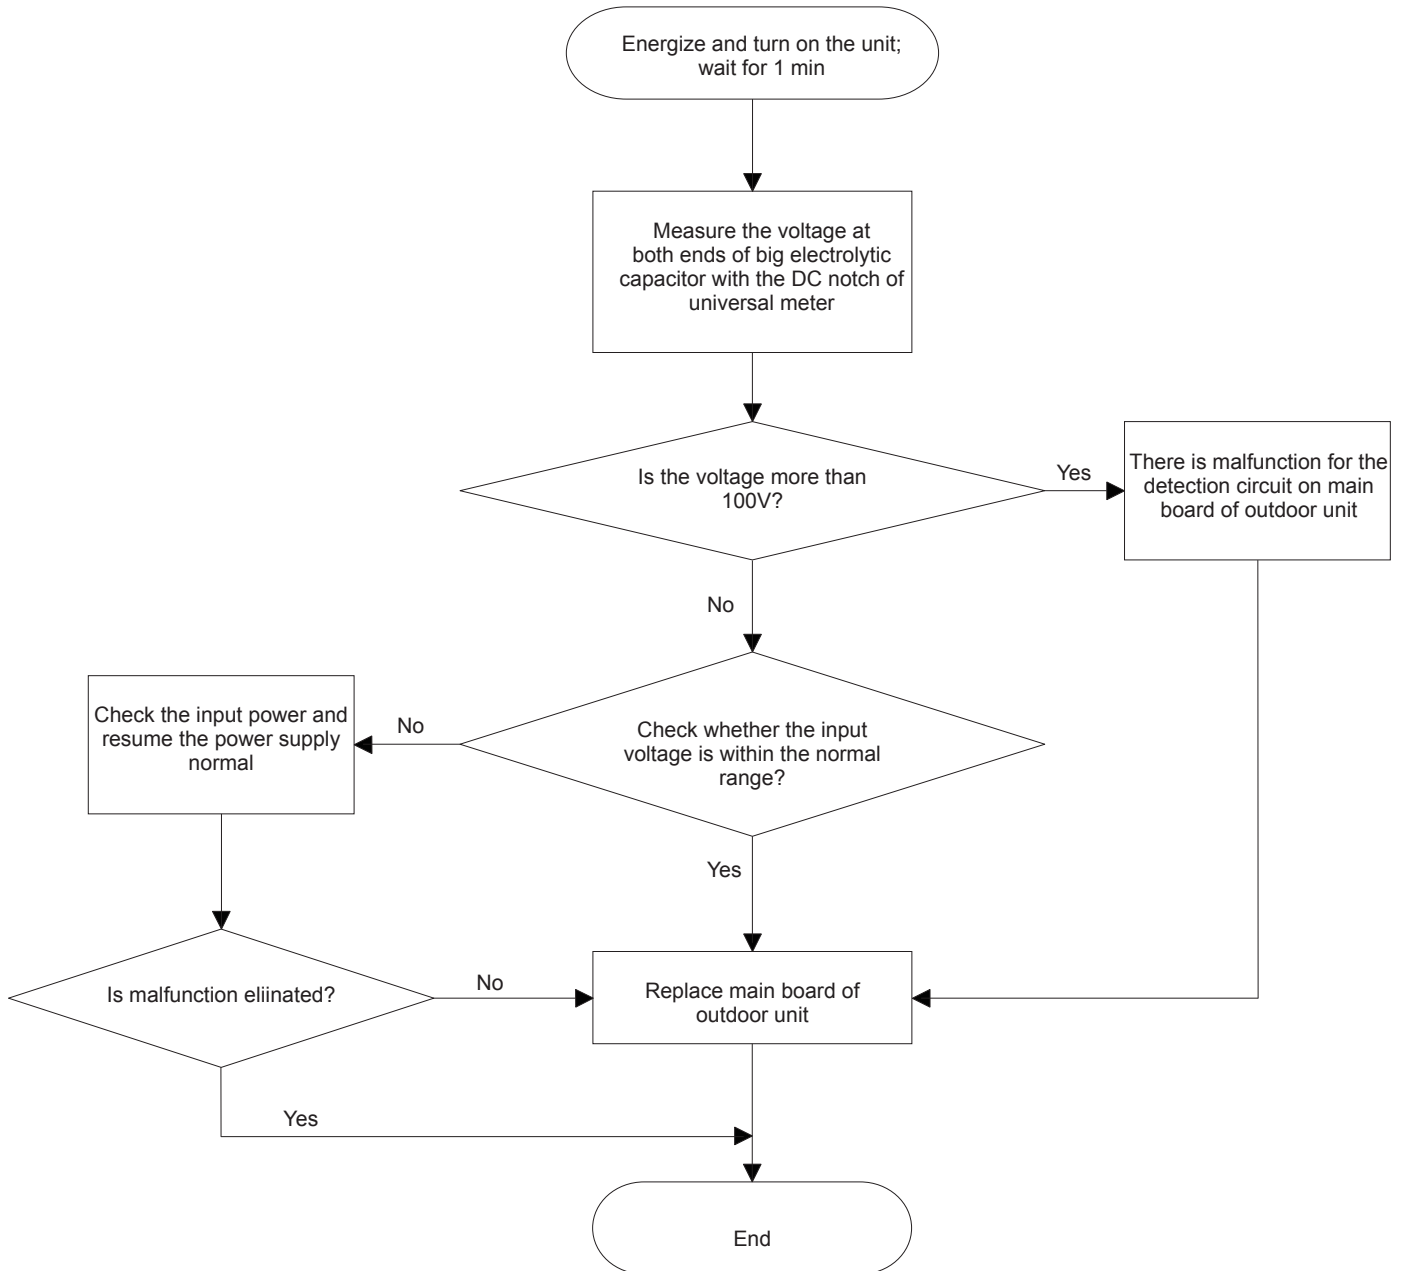 Energize and turn on the unit;
wait for 1 min
Measure the voltage at
both ends of big electrolytic
capacitor with the DC notch of
universal meter
Is the voltage more than
100V?
Yes
There is malfunction for the
detection circuit on main
board of outdoor unit
No
Check whether the input
voltage is within the normal
range?
No
Check the input power and
resume the power supply
normal
Yes
Is malfunction eliinated?
No
Replace main board of
outdoor unit
Yes
End